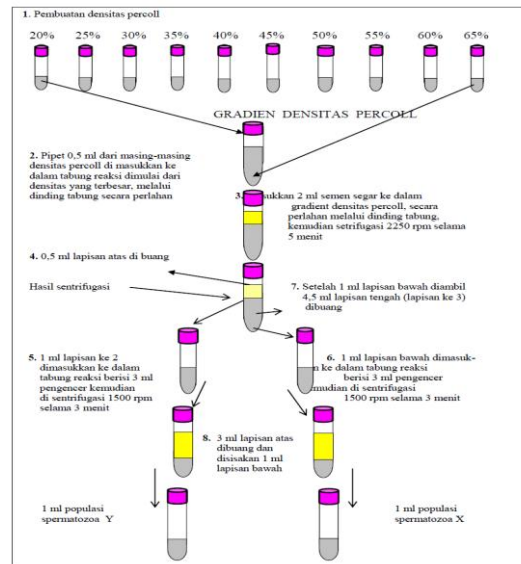 1. Pembuatan densitas percoll
20% 25% 30% 35% 40% 45% 50% 55% 60% 65%
GRADIEN DENSITAS PERCOLL
2. Pipet 0,5 ml dari masing-masing
densitas percoll di masukkan ke
dalam tabung reaksi dimulai dari
densitas yang terbesar, melalui
dinding tabung secara perlahan
3. sukkan 2 ml semen segar ke dalam
gradient densitas percoll, secara
perlahan melalui dinding tabung,
kemudian setrifugasi 2250 rpm selama
5 menit
4. 0,5 ml lapisan atas di buang
Hasil sentrifugasi
7. Setelah 1 ml lapisan bawah diambil
4,5 ml lapisan tengah (lapisan ke 3)
dibuang
5. 1 ml lapisan ke 2
dimasukkan ke dalam
tabung reaksi berisi 3 ml
pengencer kemudian
di sentrifugasi 1500 rpm
selama 3 menit
6. 1 ml lapisan bawah dimasuk-
n ke dalam tabung reaksi
berisi 3 ml pengencer
emudian di sentrifugasi
1500 rpm selama 3 menit
8. 3 ml lapisan atas
dibuang dan
disisakan 1 ml
lapisan bawah
1 ml populasi
spermatozoa Y
1 ml populasi
spermatozoa X